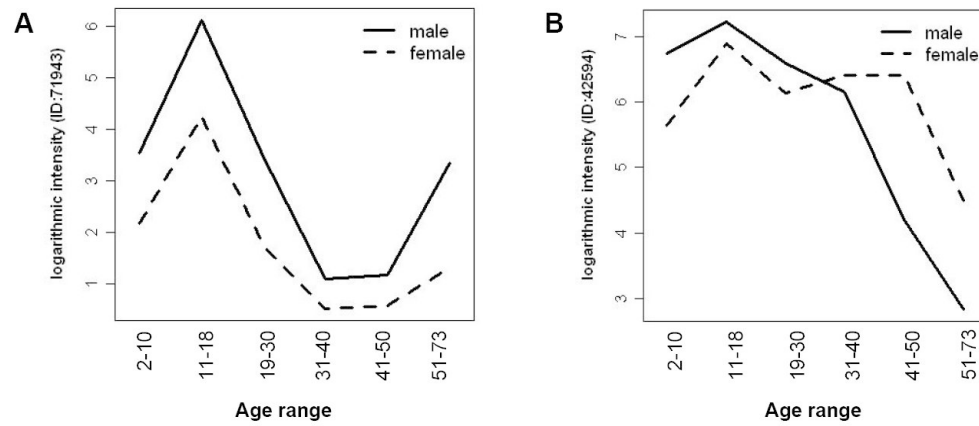 A
logarithmic intensity (ID:71943)
6
5
4
3
2
1
male
female
2-10
11-18
19-30
31-40
41-50
51-73
Age range
B
logarithmic intensity (ID:42594)
7
6
5
4
3
male
female
2-10
11-18
19-30
31-40
41-50
51-73
Age range